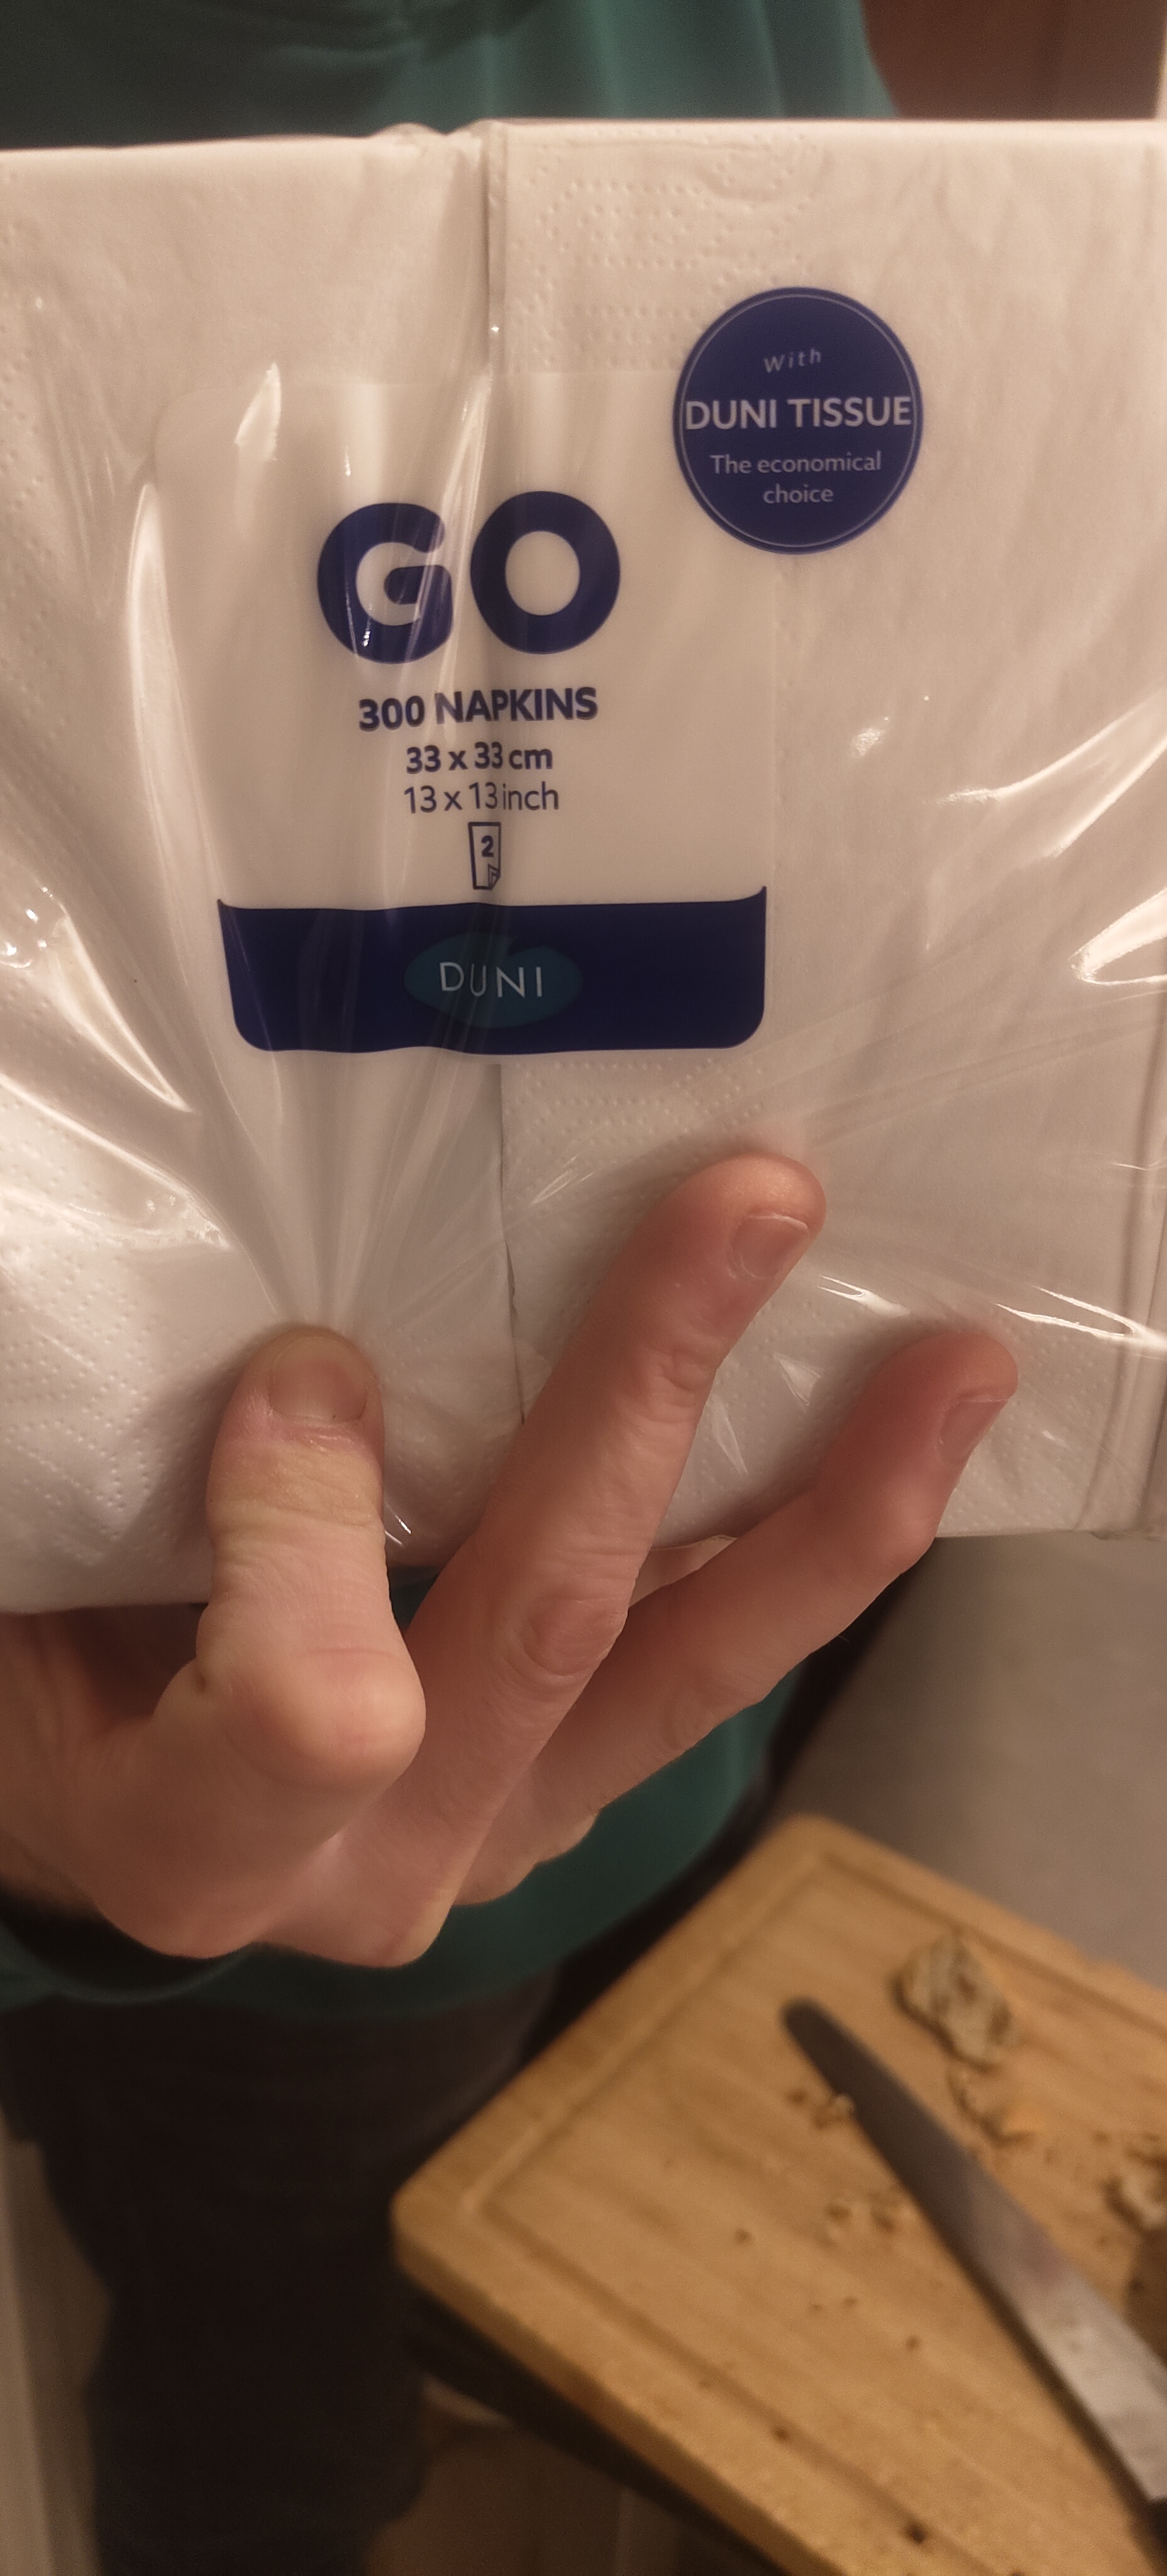 With
DUNI TISSUE
The economical
choice
GO
300 NAPKINS
33 x 33 cm
13 x 13 inch
2
DUNI